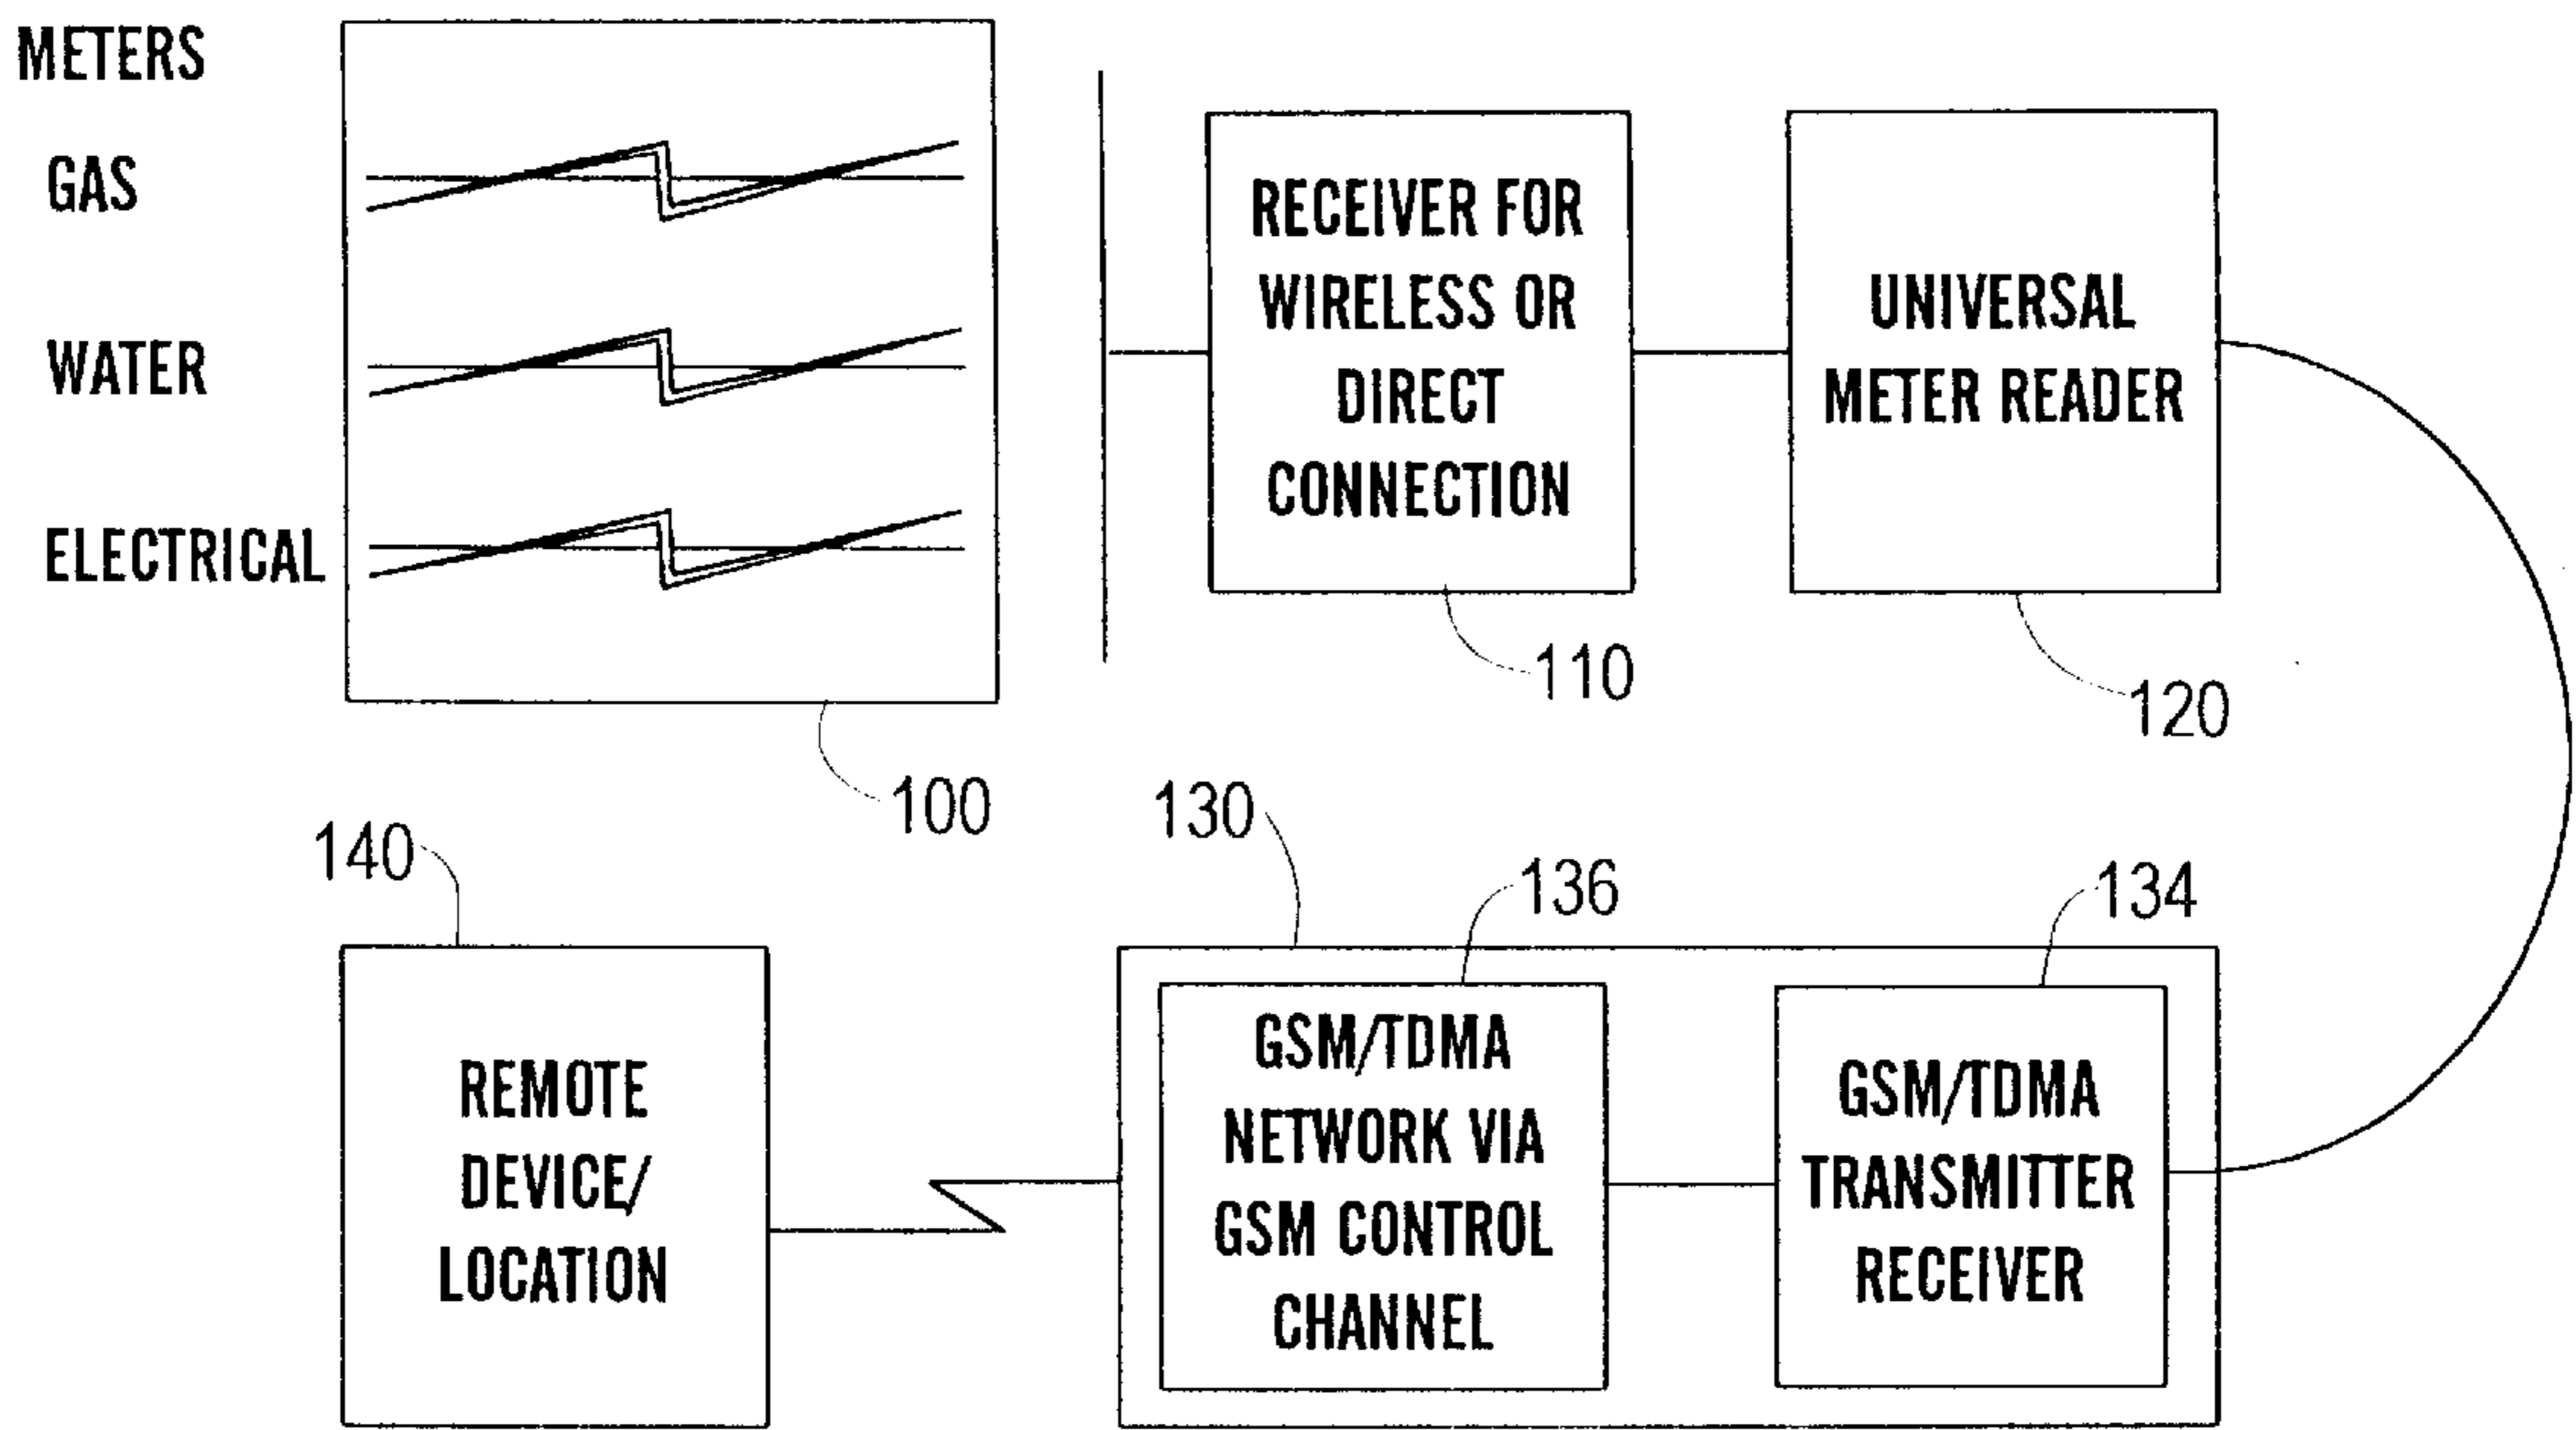 METERS
GAS
WATER
ELECTRICAL
100
RECEIVER FOR
WIRELESS OR
DIRECT
CONNECTION
110
UNIVERSAL
METER READER
120
130
136
134
GSM/TDMA
NETWORK VIA
GSM CONTROL
CHANNEL
GSM/TDMA
TRANSMITTER
RECEIVER
140
REMOTE
DEVICE/
LOCATION